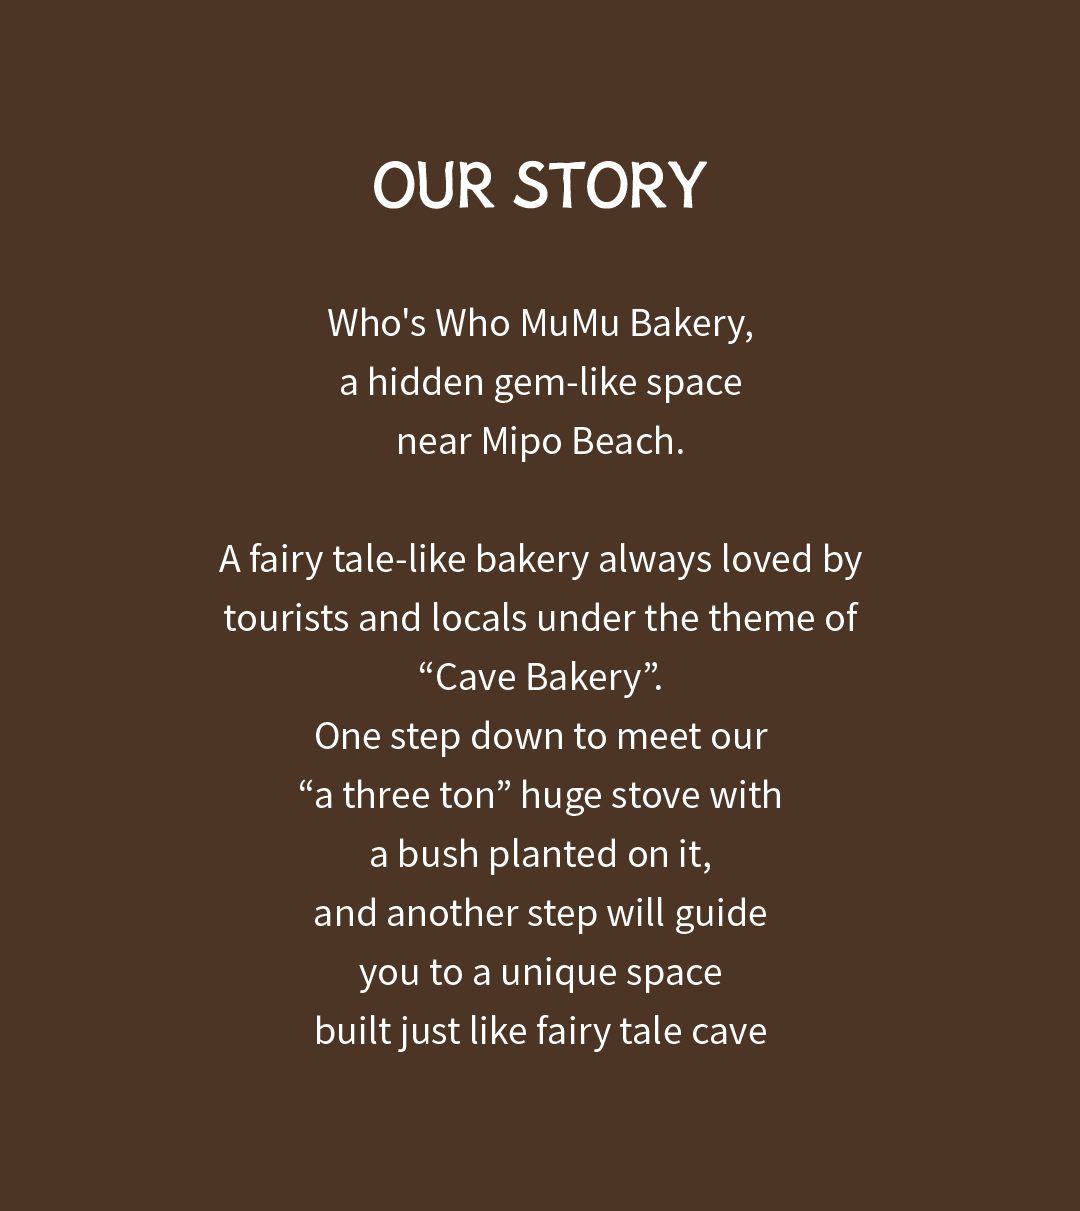 OUR STORY
Who's Who MuMu Bakery,
a hidden gem-like space
near Mipo Beach.
A fairy tale-like bakery always loved by
tourists and locals under the theme of
“Cave Bakery”.
One step down to meet our
“a three ton” huge stove with
a bush planted on it,
and another step will guide
you to a unique space
built just like fairy tale cave